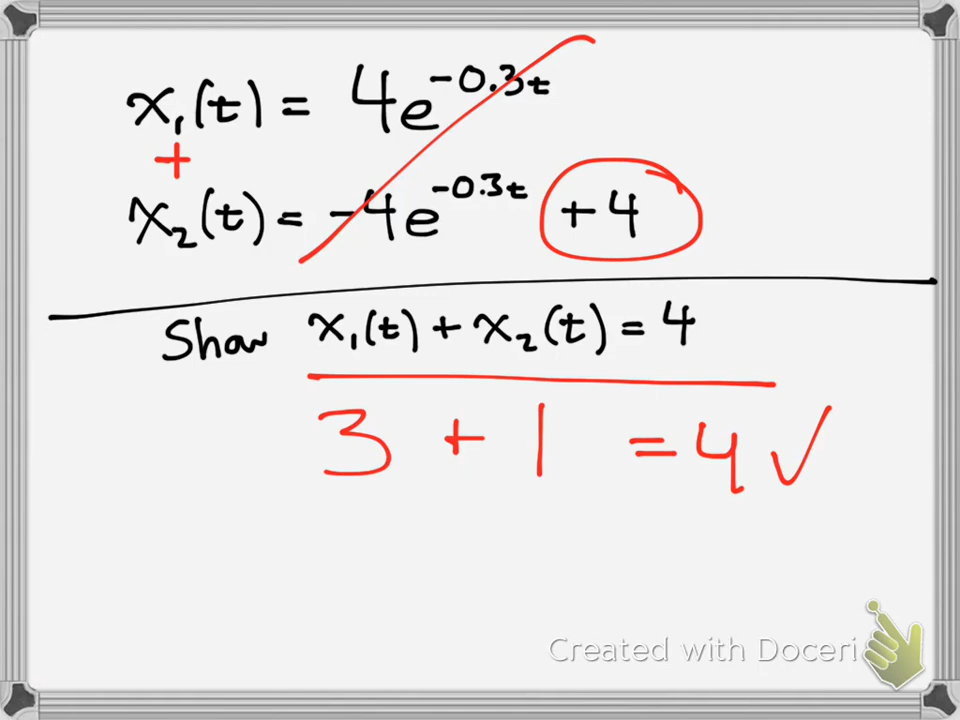 x₁(t) = 4e^{-0.3t}
+
x₂(t) = -4e^{-0.3t} +4
Show x₁(t) + x₂(t) = 4
3 + 1 = 4 ✓
Created with Doceri